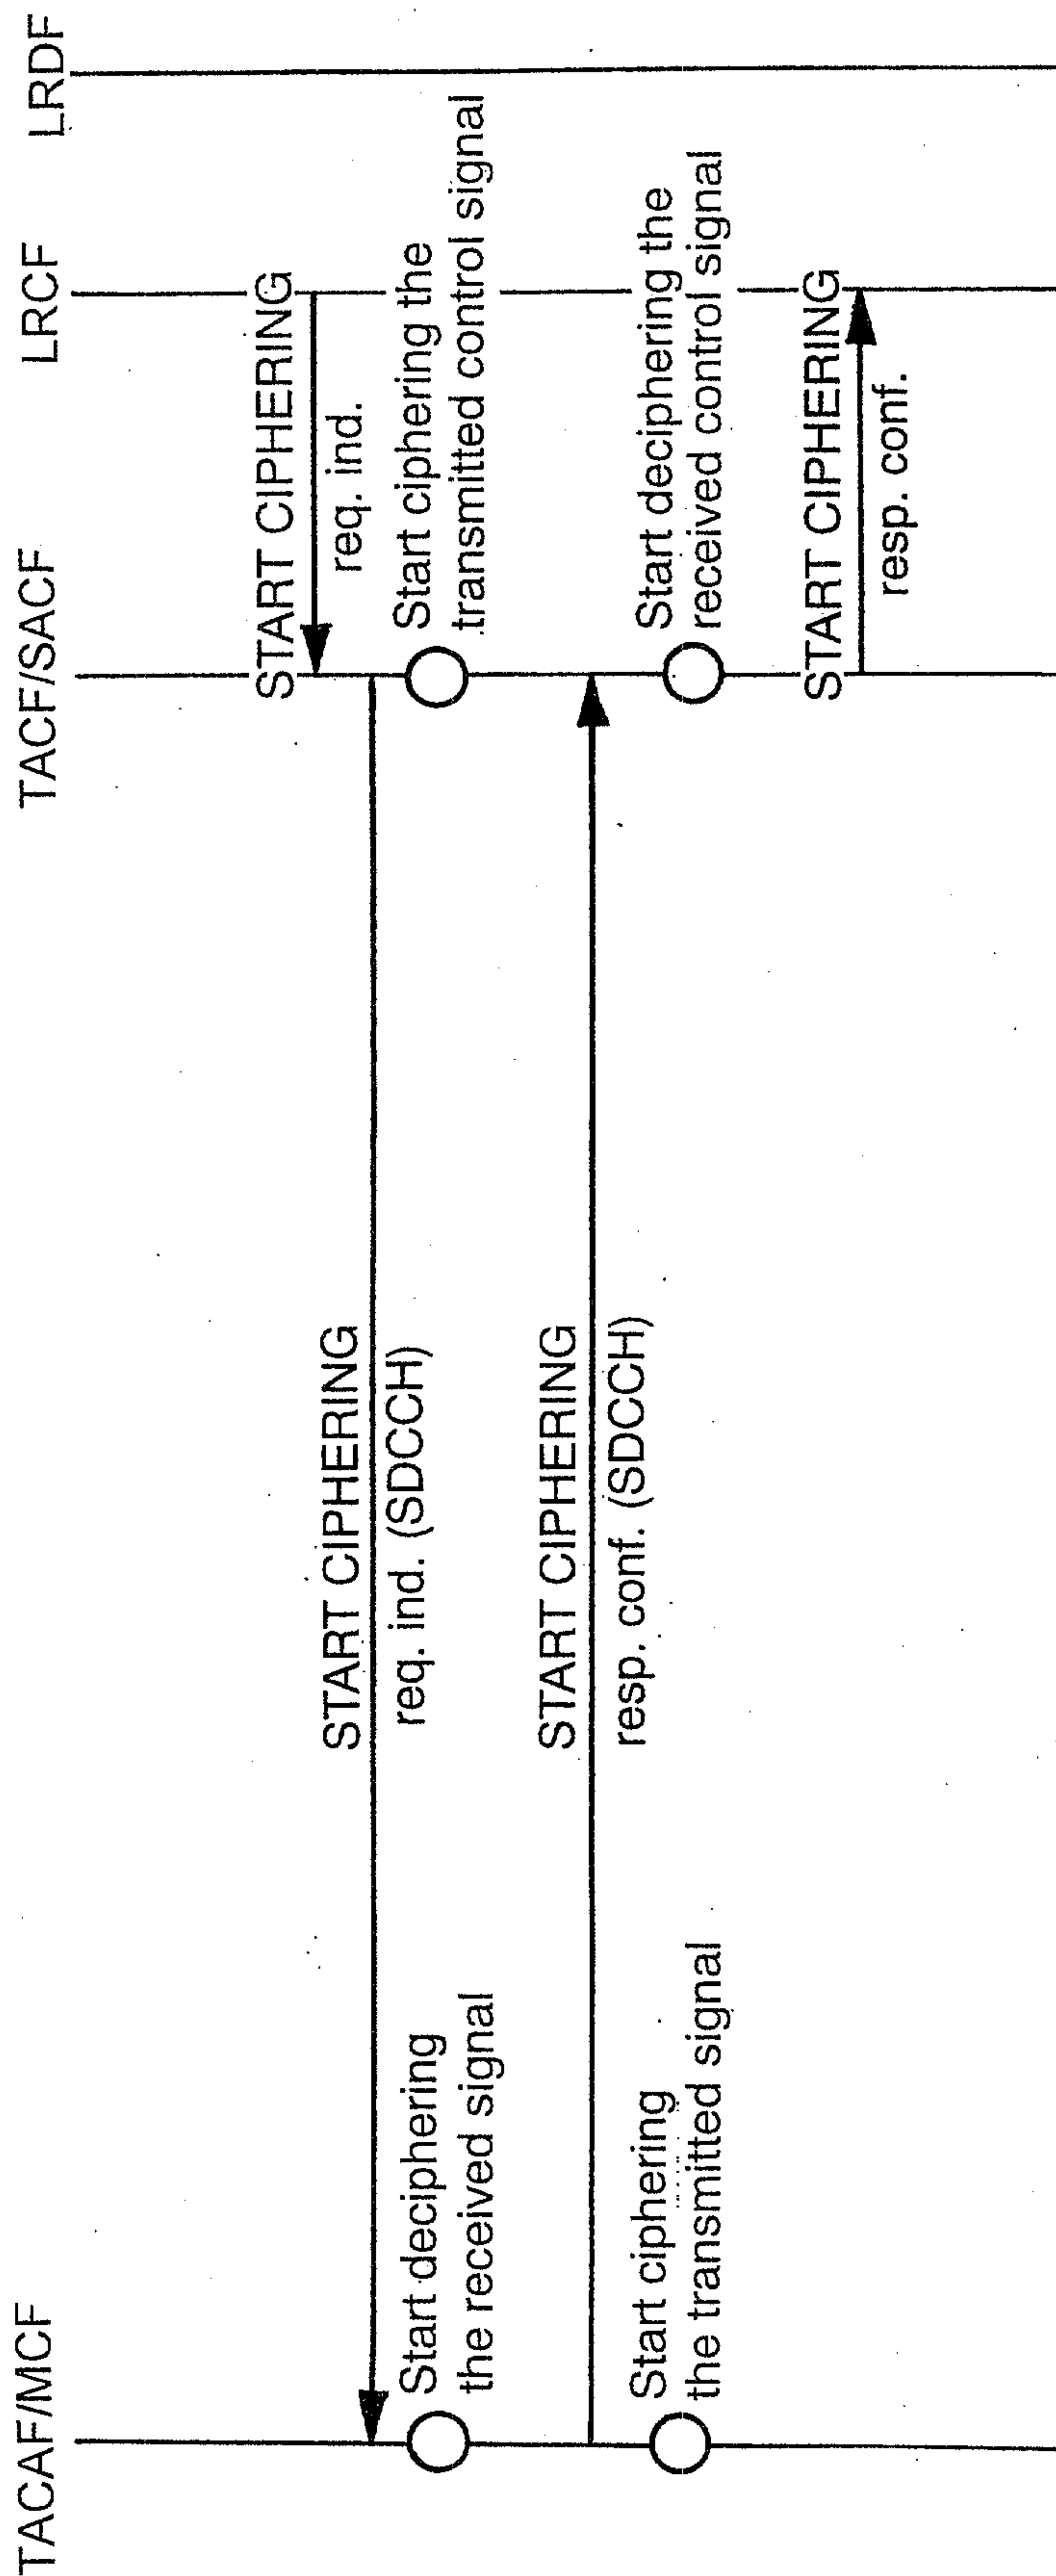 TACAF/MCF
TACF/SACF
LRCF
LRDF
START CIPHERING
req. ind.
START CIPHERING
req. ind. (SDCCH)
Start deciphering
the received signal
Start ciphering the
transmitted control signal
START CIPHERING
resp. conf. (SDCCH)
Start ciphering
the transmitted signal
Start deciphering the
received control signal
START CIPHERING
resp. conf.